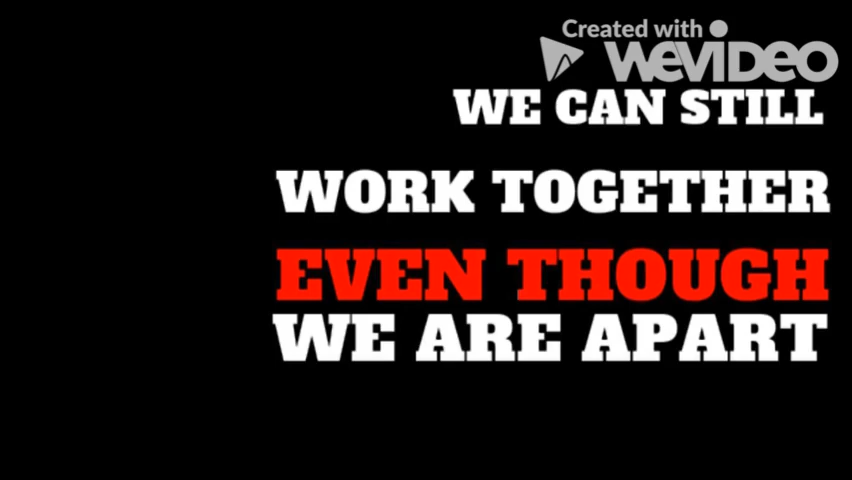 Created with
WEVIDEO
WE CAN STILL
WORK TOGETHER
EVEN THOUGH
WE ARE APART